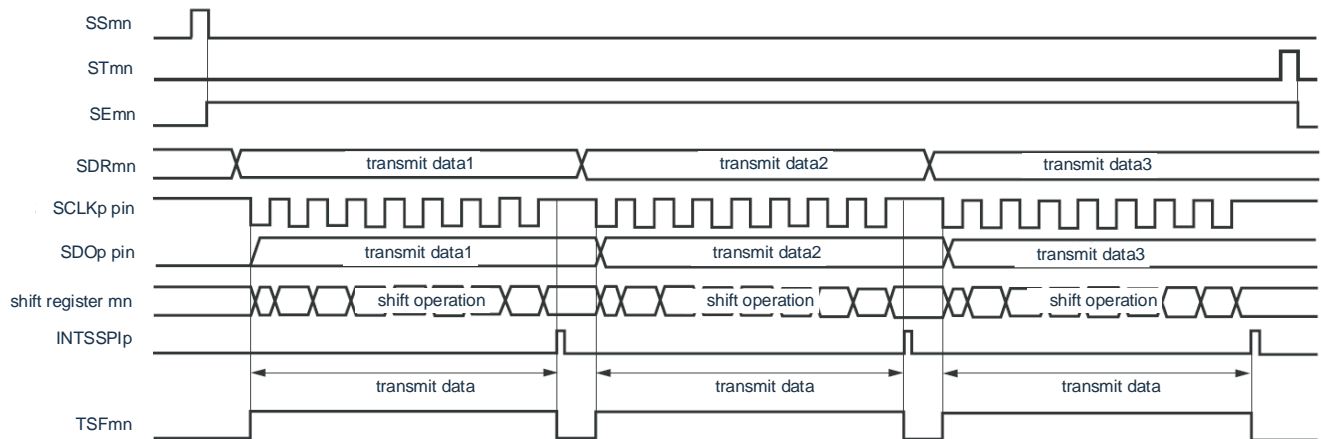 SSmn
STmn
SEmn
SDRmn transmit data1 transmit data2 transmit data3
SCLKp pin
SDOp pin transmit data1 transmit data2 transmit data3
shift register mn shift operation shift operation shift operation
INTSSPIp
transmit data transmit data transmit data
TSFmn